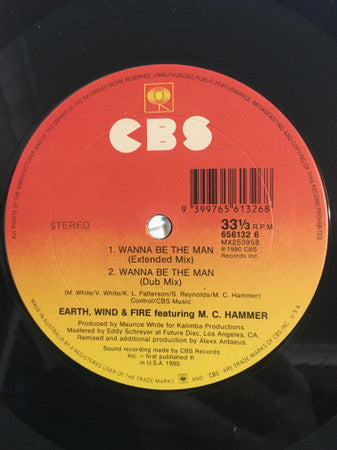 ALL RIGHTS OF THE MANUFACTURER AND OF THE OWNER OF THE RECORDED WORK RESERVED. UNAUTHORISED PUBLIC PERFORMANCE, BROADCASTING AND COPYING OF THIS RECORD PROHIBITED
CBS
9 399765 613268
STEREO
33⅓ R.P.M
656132 6
MX253958
℗ 1990 CBS
Records Inc.
1. WANNA BE THE MAN
(Extended Mix)
2. WANNA BE THE MAN
(Dub Mix)
(M. White/V. White/K. L. Patterson/S. Reynolds/M. C. Hammer)
Control/CBS Music
EARTH, WIND & FIRE featuring M. C. HAMMER
Produced by Maurice White for Kalimba Productiions.
Mastered by Eddy Schreyer at Future Disc, Los Angeles, CA.
Remixed and additional production by Alexx Antaeus.
Sound recording made by CBS Records
Inc. - first published in
in U.S.A. 1990.
MADE IN AUSTRALIA BY A REGISTERED USER OF THE TRADE MARKS AND CBS ARE TRADE MARKS OF CBS INC. U.S.A.